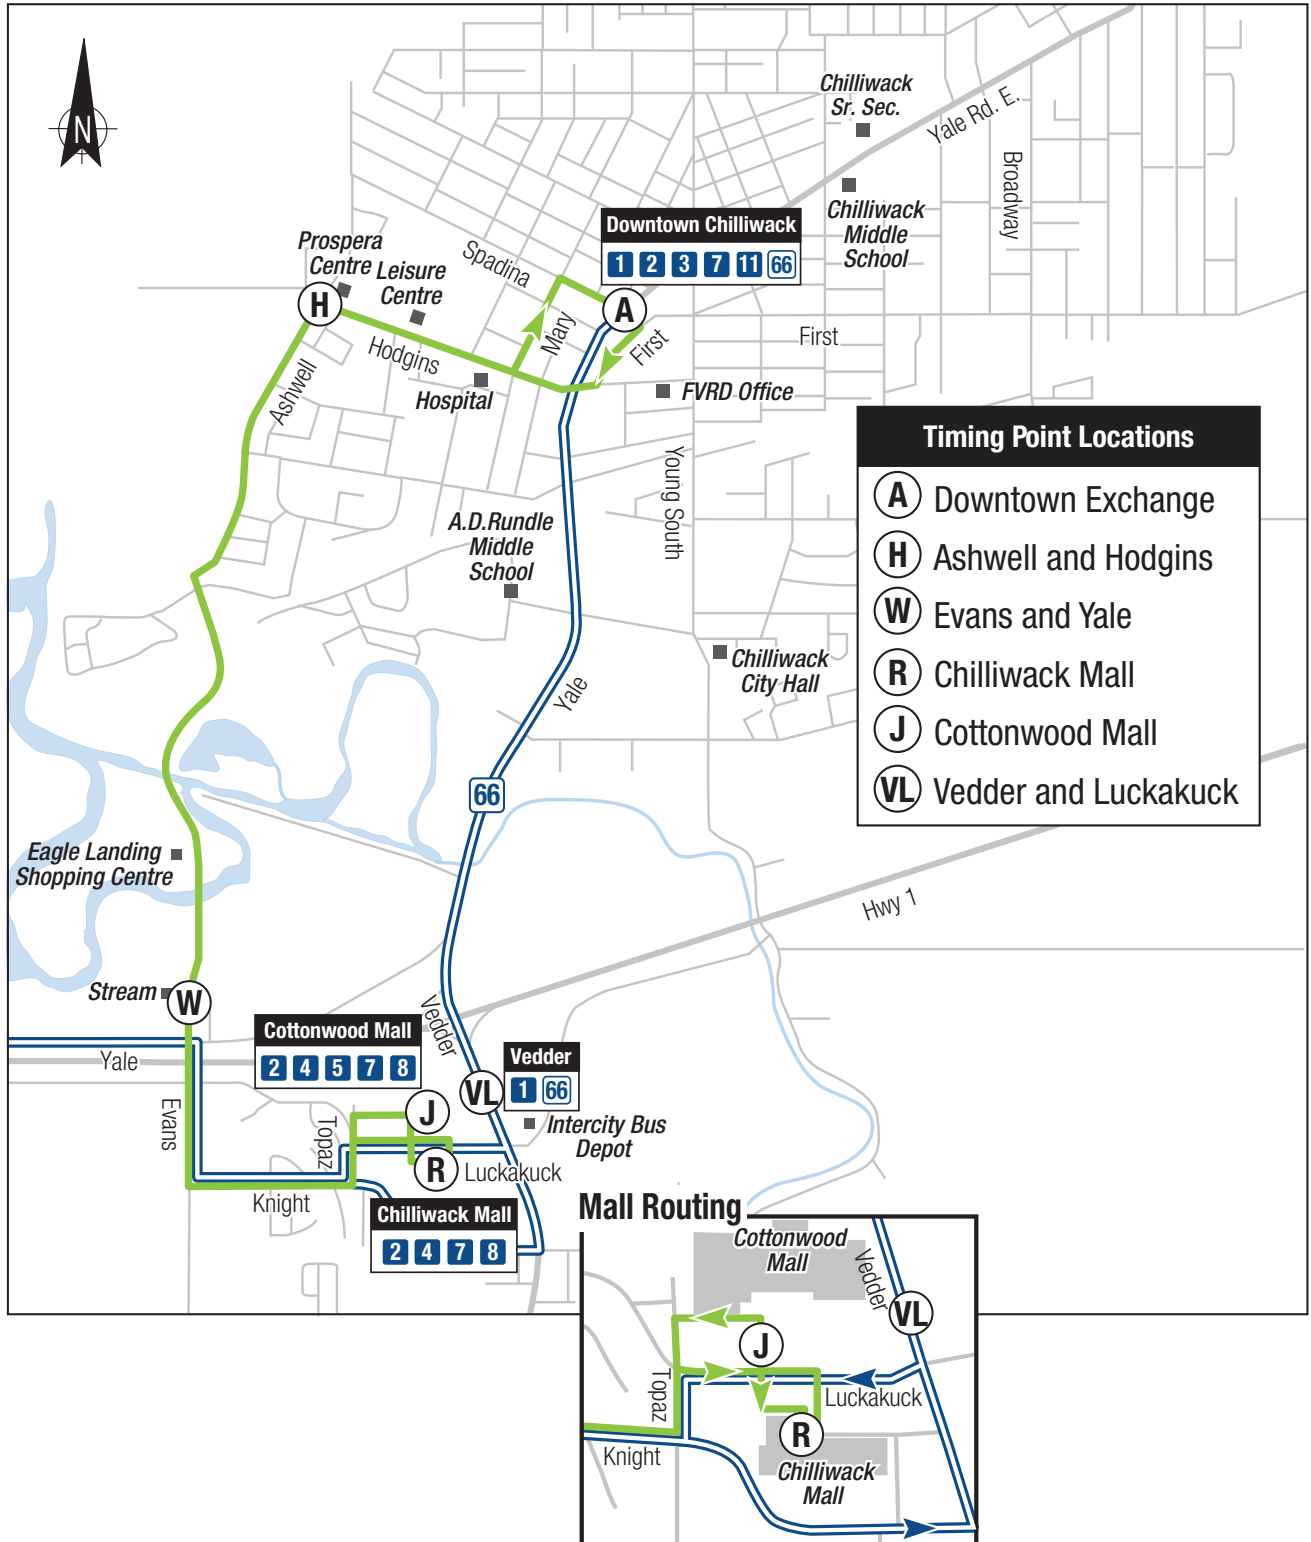 N
Chilliwack
Sr. Sec.
Yale Rd. E.
Broadway
Chilliwack
Middle
School
Downtown Chilliwack
1 2 3 7 11 66
Prospera
Centre
Leisure
Centre
Spadina
H
A
Mary
First
First
Hodgins
Ashwell
Hospital
FVRD Office
Timing Point Locations
A Downtown Exchange
H Ashwell and Hodgins
W Evans and Yale
R Chilliwack Mall
J Cottonwood Mall
VL Vedder and Luckakuck
Young South
A.D.Rundle
Middle
School
Chilliwack
City Hall
Yale
66
Eagle Landing
Shopping Centre
Hwy 1
Stream
W
Vedder
Cottonwood Mall
2 4 5 7 8
Yale
Vedder
1 66
VL
Evans
Topaz
J
Intercity Bus
Depot
R
Luckakuck
Knight
Chilliwack Mall
2 4 7 8
Mall Routing
Cottonwood
Mall
Vedder
VL
J
Topaz
Luckakuck
R
Knight
Chilliwack
Mall